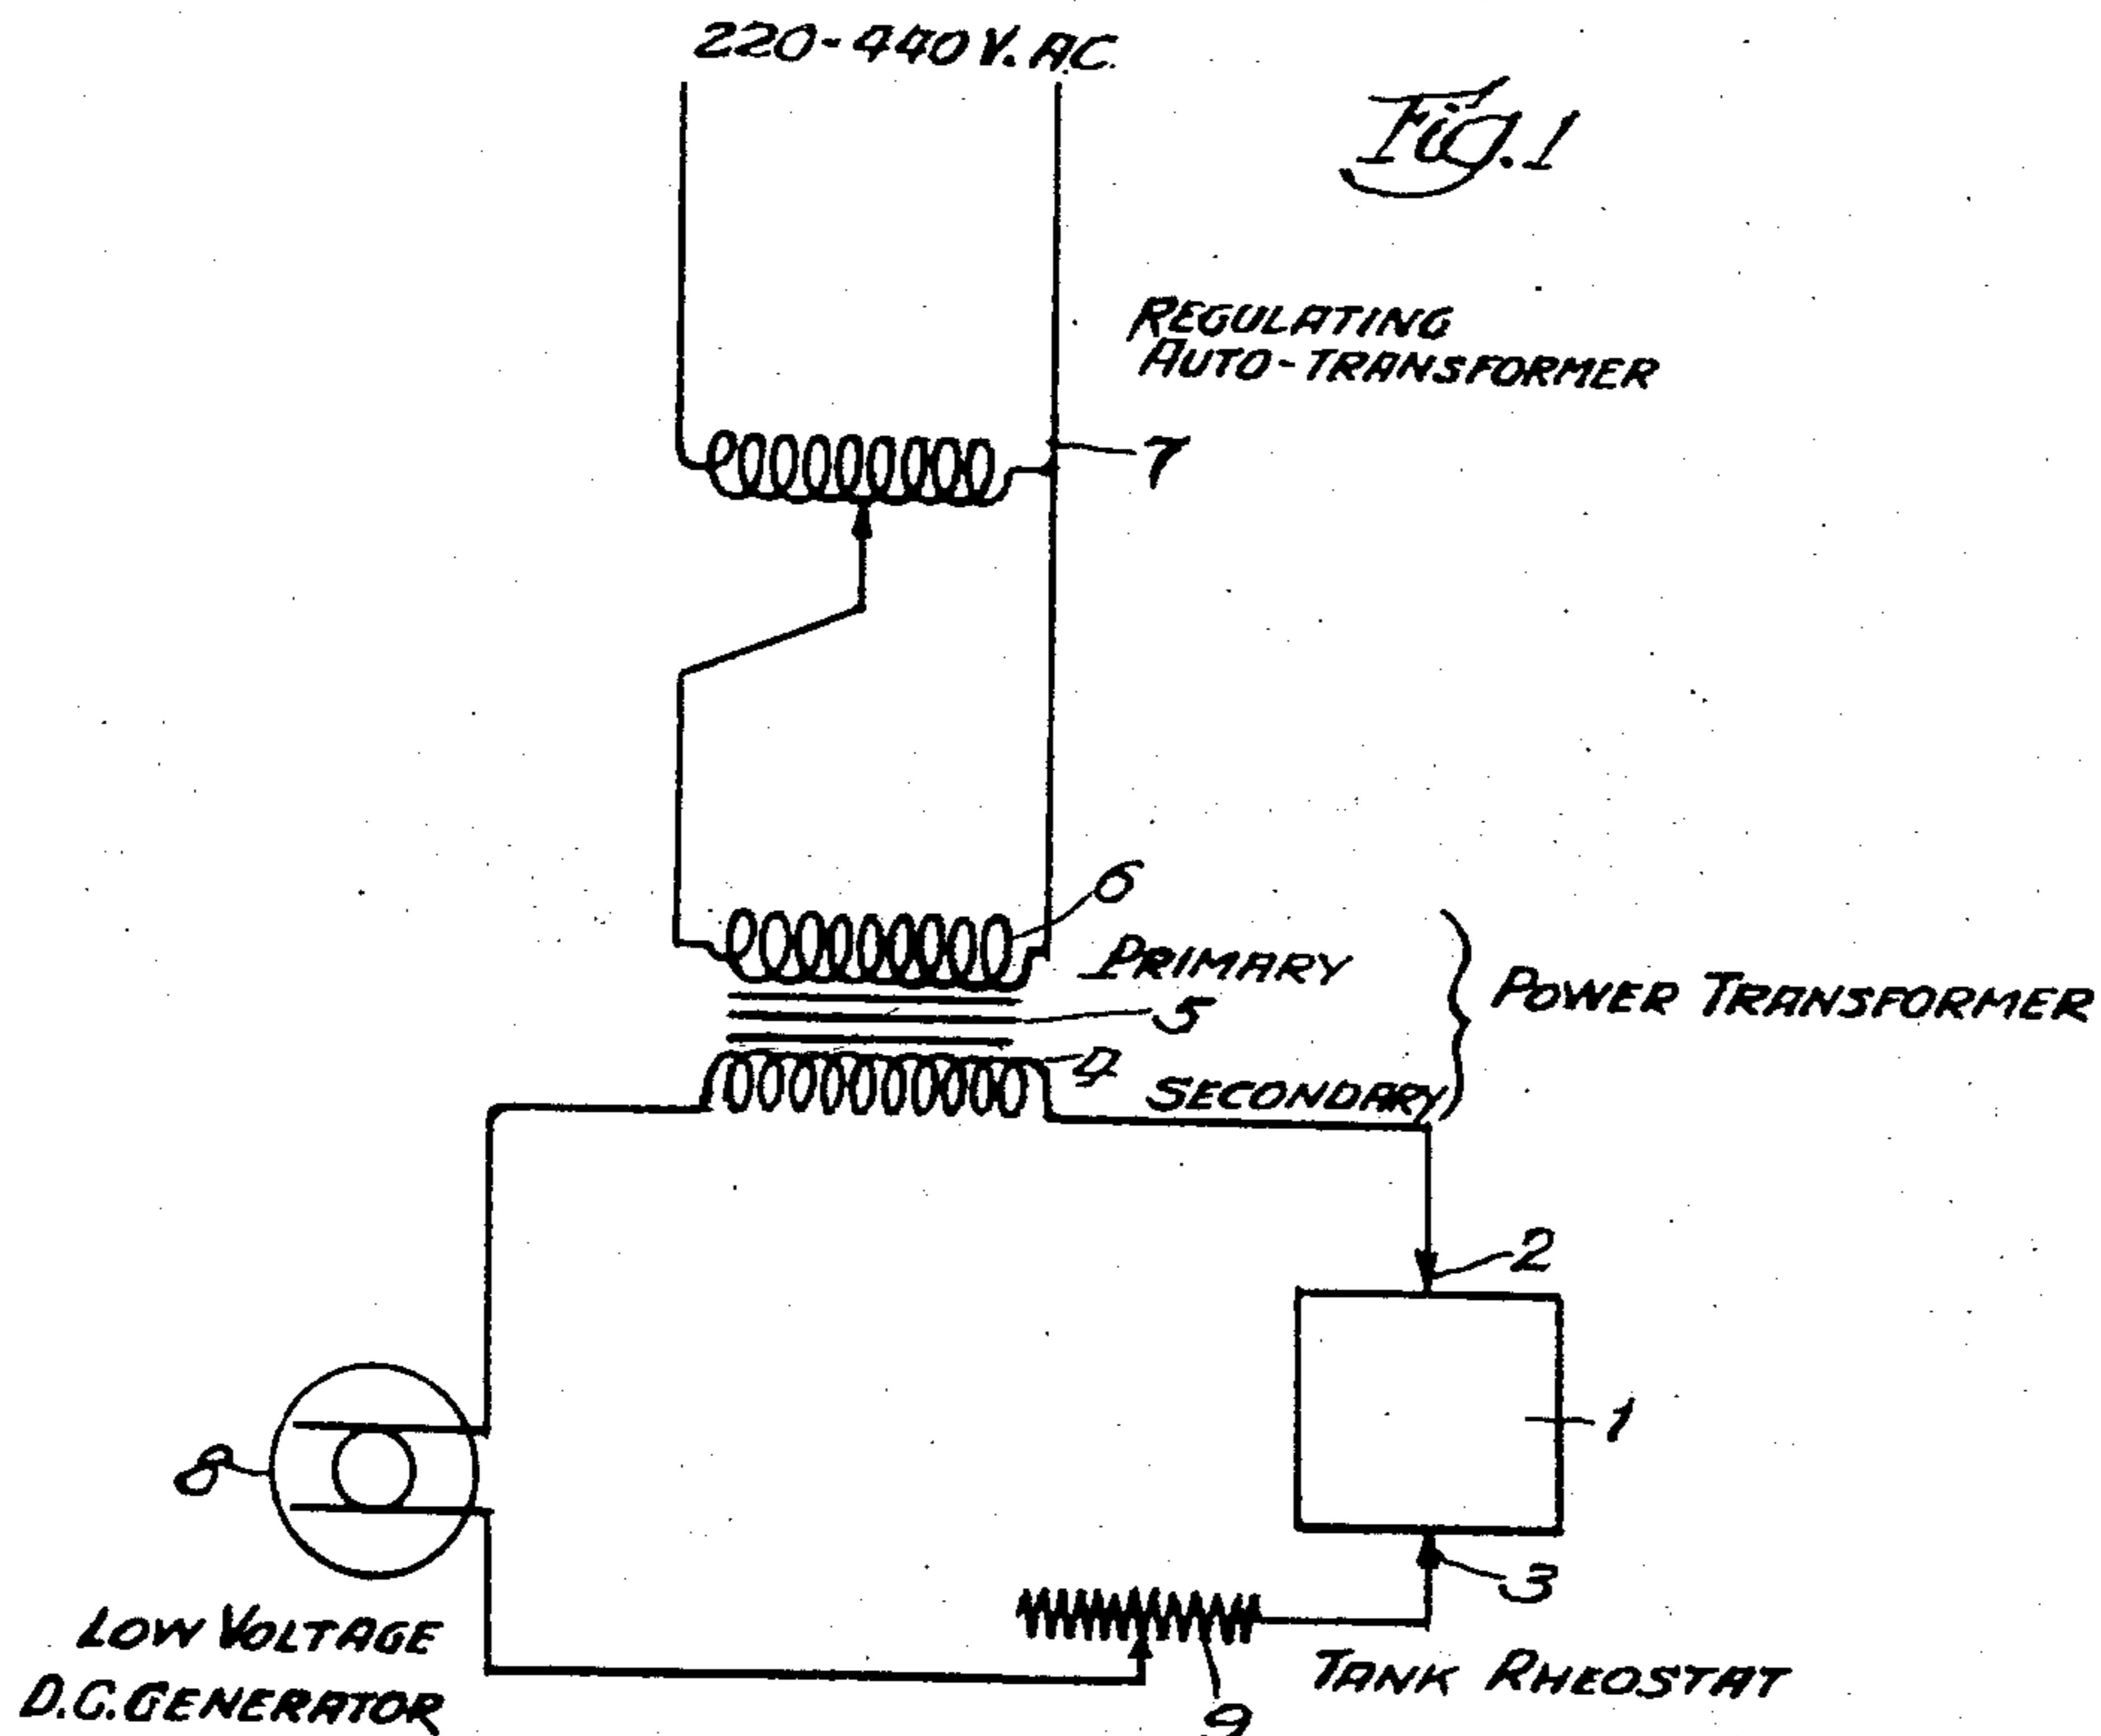 220-440 V. A.C.
Fig. 1
REGULATING
AUTO-TRANSFORMER
7
6
PRIMARY
5
POWER TRANSFORMER
4
SECONDARY
2
1
8
3
LOW VOLTAGE
D.C. GENERATOR
TANK RHEOSTAT
9